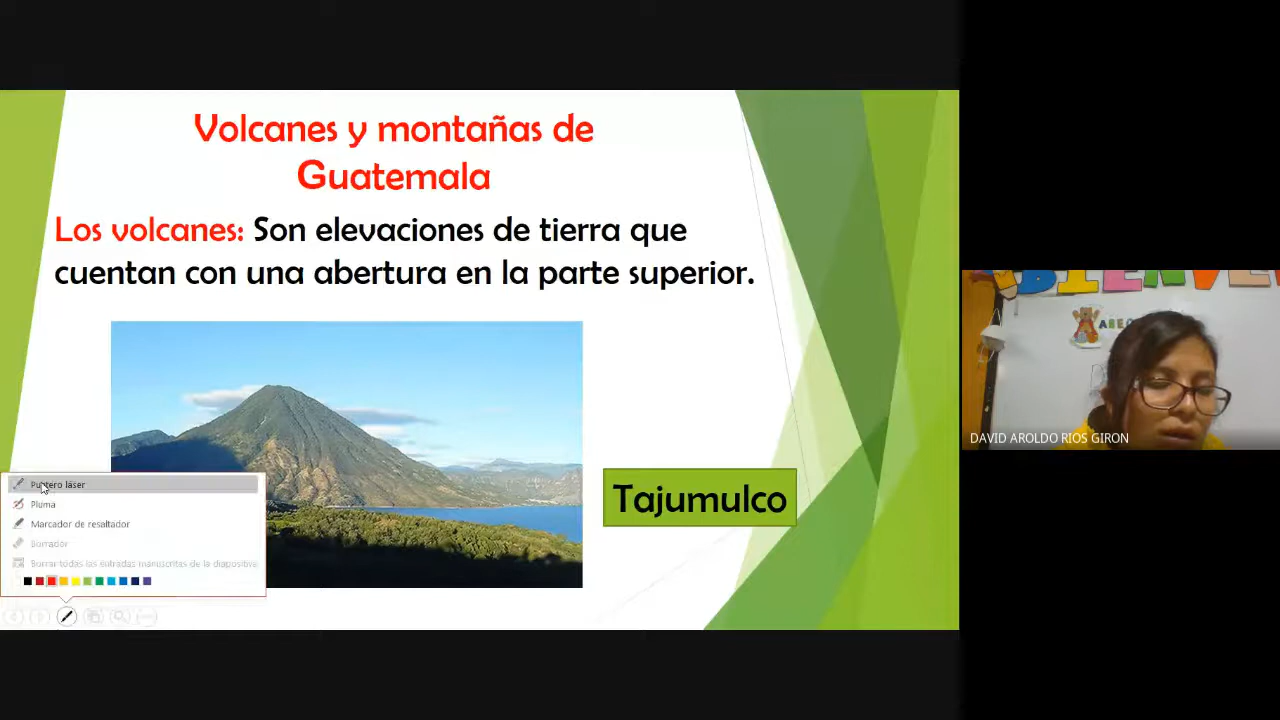 Volcanes y montañas de
Guatemala
Los volcanes: Son elevaciones de tierra que
cuentan con una abertura en la parte superior.
Tajumulco
Puntero láser
Pluma
Marcador de resaltador
Borrador
Borrar todas las entradas manuscritas de la diapositiva
BIENVE
DAVID AROLDO RIOS GIRON